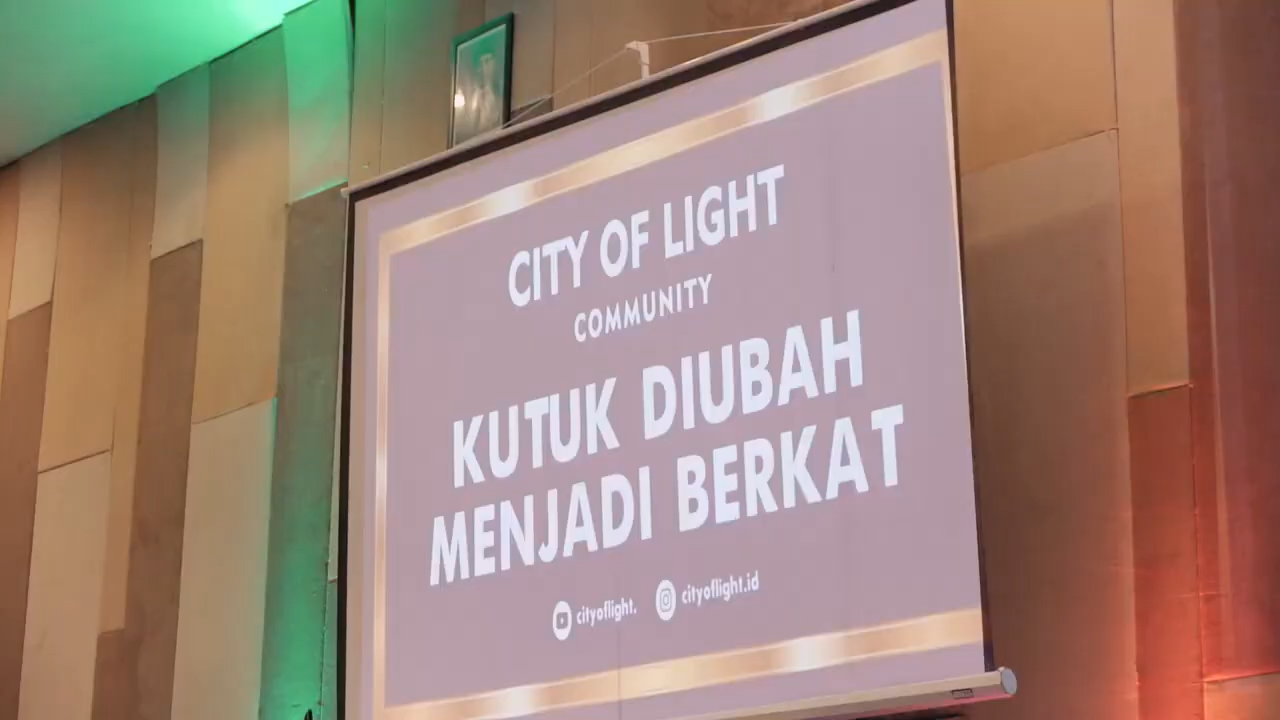 CITY OF LIGHT
COMMUNITY
KUTUK DIUBAH
MENJADI BERKAT
cityoflight. cityoflight.id